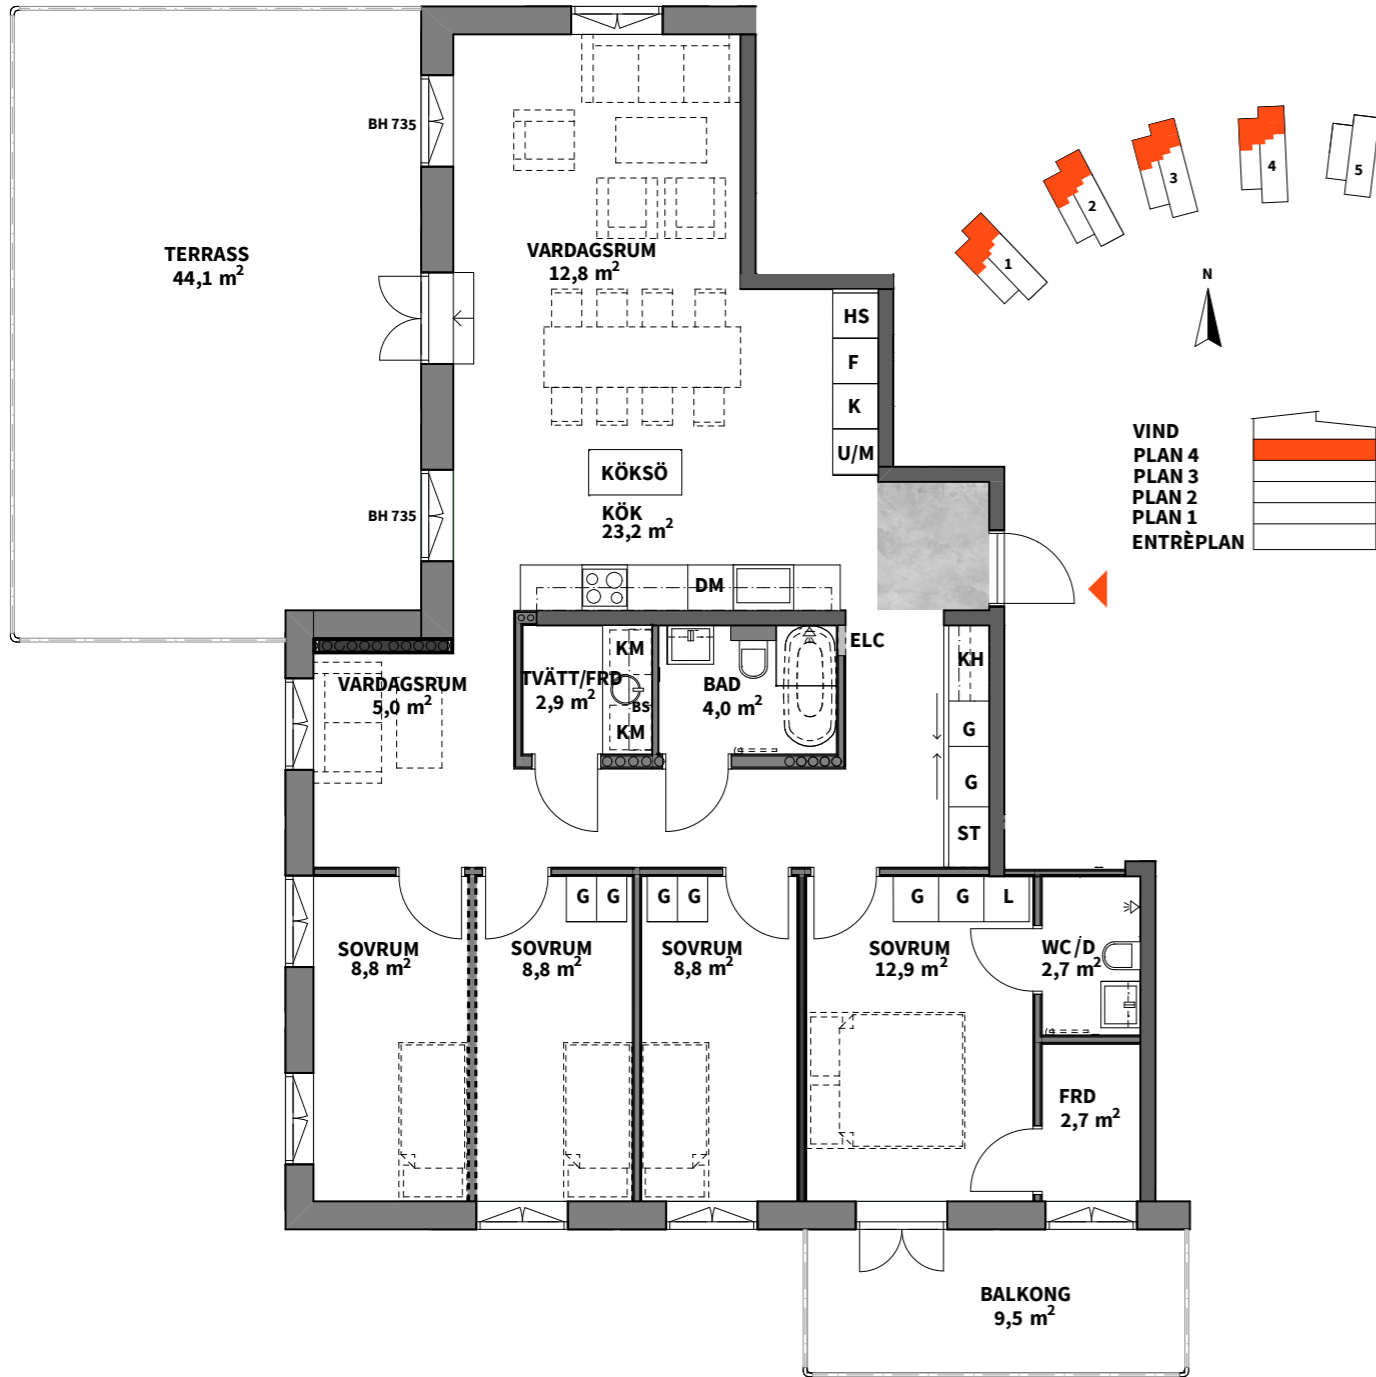 BH 735
TERRASS
44,1 m²
VARDAGSRUM
12,8 m²
HS
F
K
U/M
KÖKSÖ
KÖK
23,2 m²
BH 735
DM
ELC
VARDAGSRUM
5,0 m²
TVÄTT/FRD
2,9 m²
KM
BS
KM
BAD
4,0 m²
KH
G
G
ST
SOVRUM
8,8 m²
G G
SOVRUM
8,8 m²
G G
SOVRUM
8,8 m²
G G L
SOVRUM
12,9 m²
WC/D
2,7 m²
FRD
2,7 m²
BALKONG
9,5 m²
1
2
3
4
5
N
VIND
PLAN 4
PLAN 3
PLAN 2
PLAN 1
ENTRÈPLAN